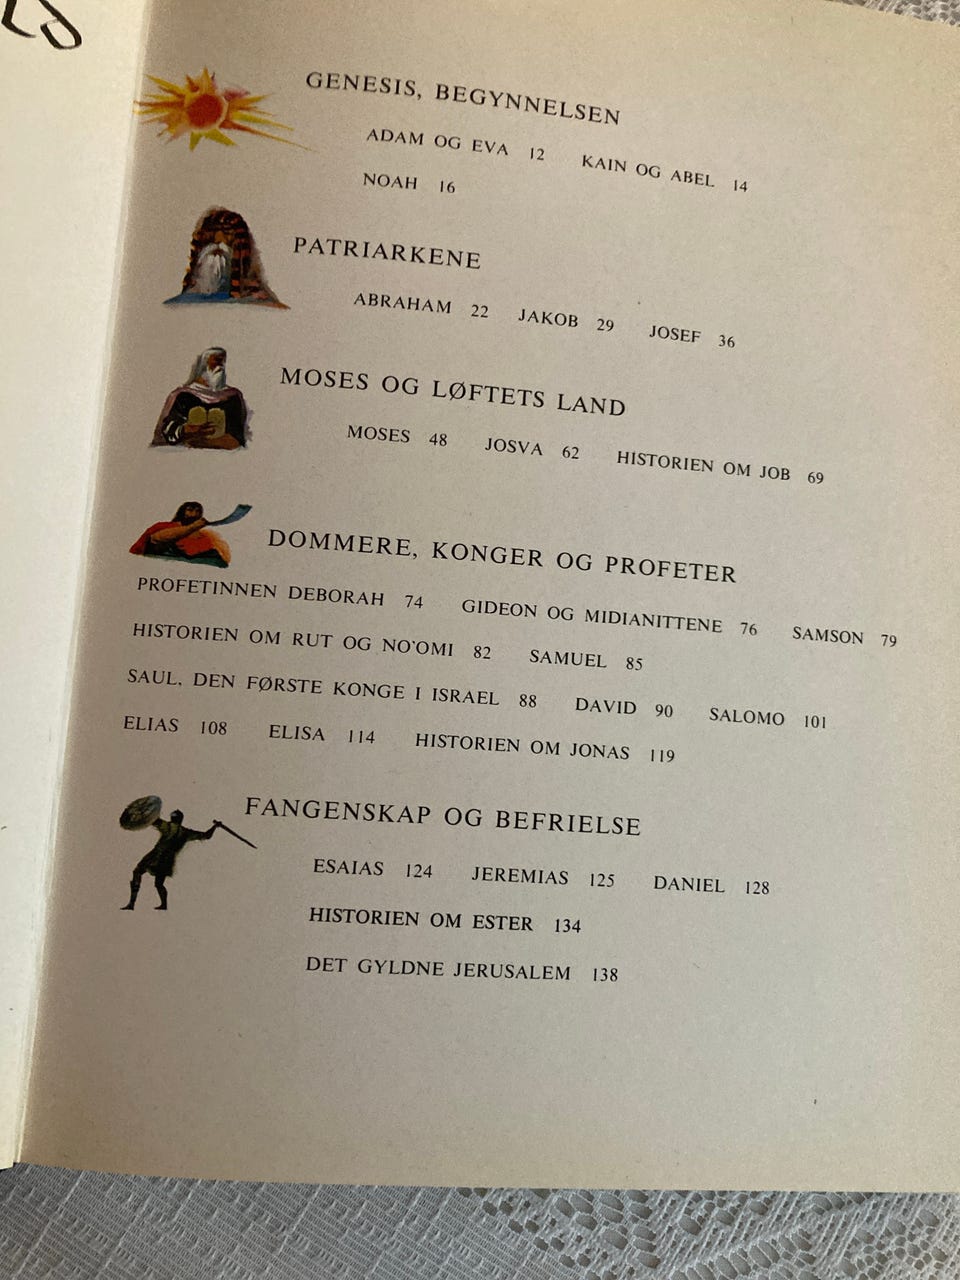 GENESIS, BEGYNNELSEN
ADAM OG EVA 12 KAIN OG ABEL 14
NOAH 16
PATRIARKENE
ABRAHAM 22 JAKOB 29 JOSEF 36
MOSES OG LØFTETS LAND
MOSES 48 JOSVA 62 HISTORIEN OM JOB 69
DOMMERE, KONGER OG PROFETER
PROFETINNEN DEBORAH 74 GIDEON OG MIDIANITTENE 76 SAMSON 79
HISTORIEN OM RUT OG NO'OMI 82 SAMUEL 85
SAUL, DEN FØRSTE KONGE I ISRAEL 88 DAVID 90 SALOMO 101
ELIAS 108 ELISA 114 HISTORIEN OM JONAS 119
FANGENSKAP OG BEFRIELSE
ESAIAS 124 JEREMIAS 125 DANIEL 128
HISTORIEN OM ESTER 134
DET GYLDNE JERUSALEM 138